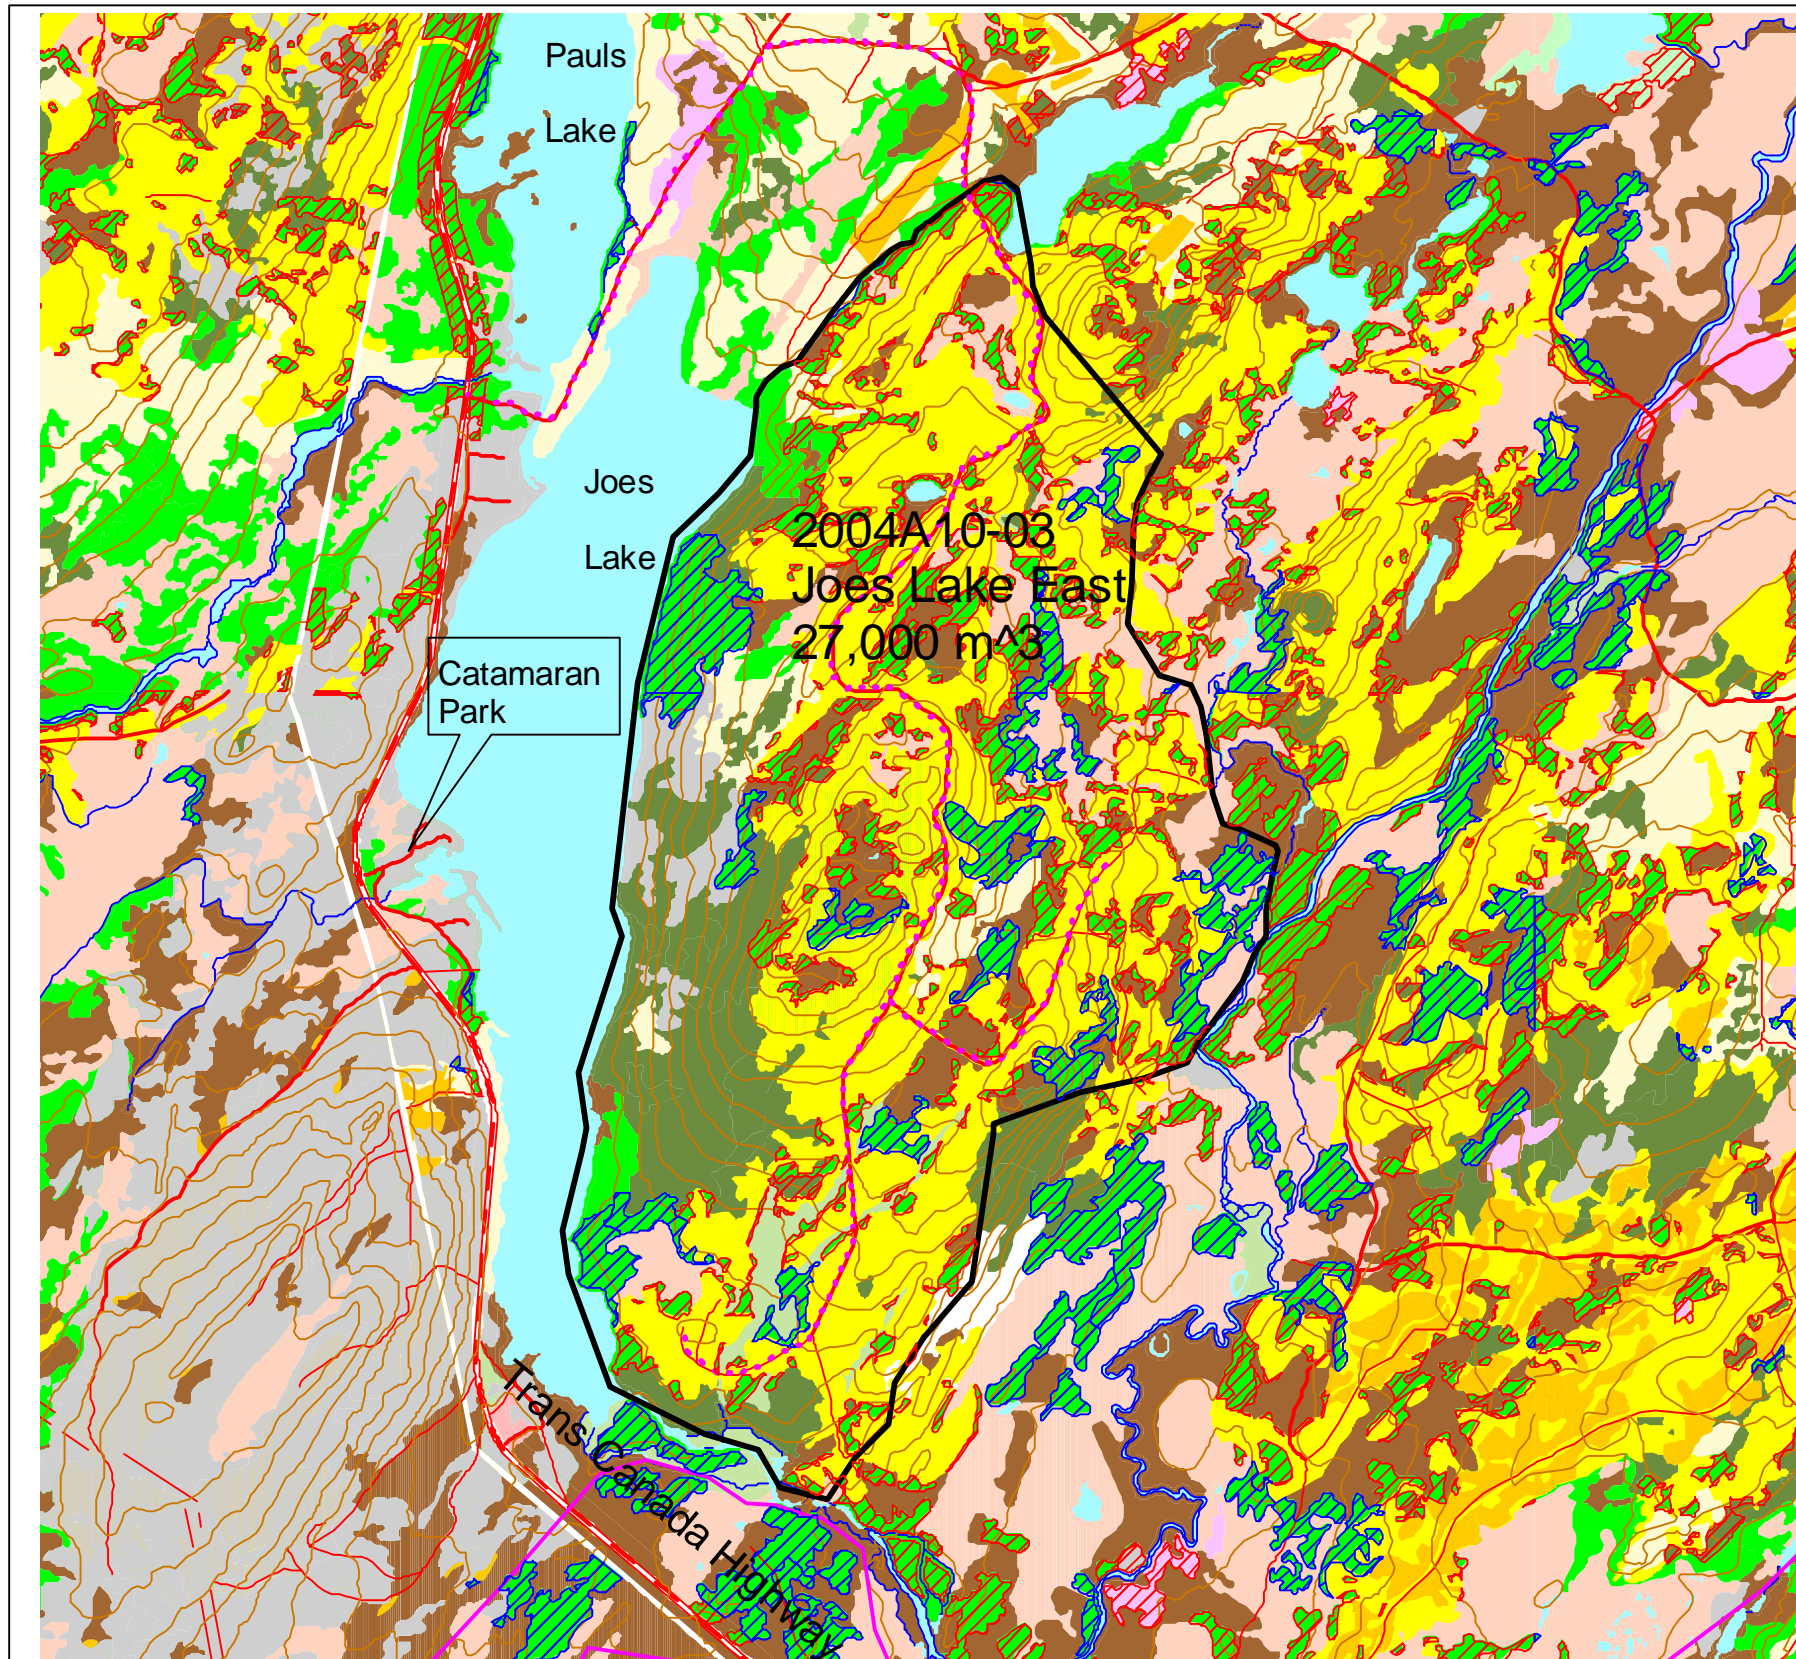 Pauls
Lake
Joes
Lake
2004A10-03
Joes Lake East
27,000 m^3
Catamaran
Park
Trans Canada Highway